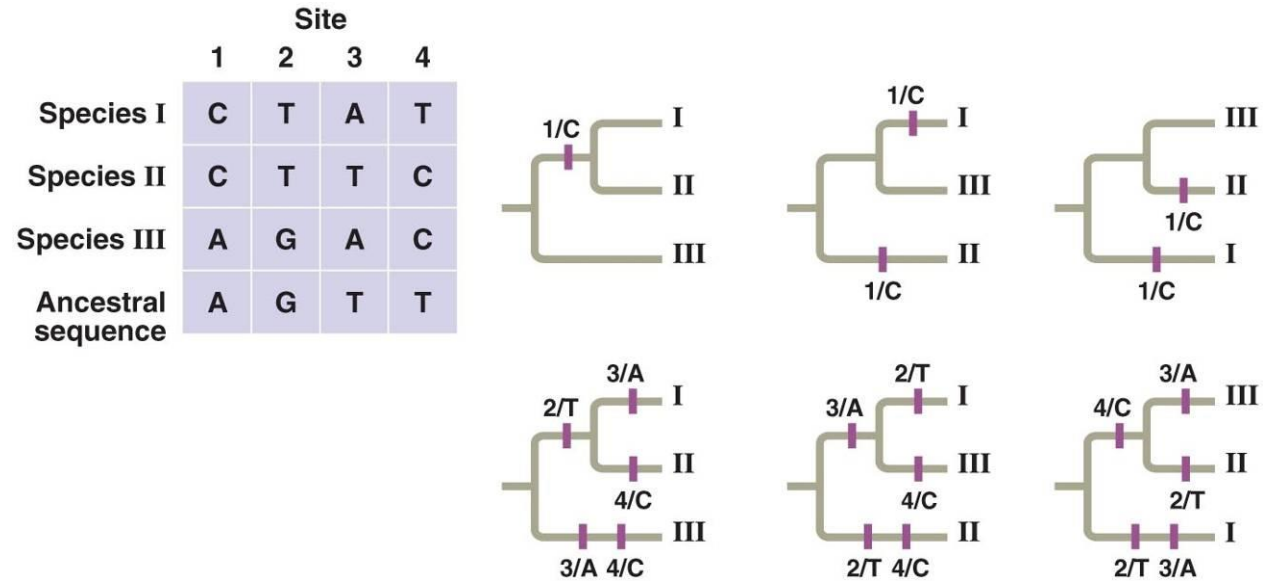 Site
1 2 3 4
Species I C T A T
Species II C T T C
Species III A G A C
Ancestral sequence A G T T
1/C
I
II
III
1/C
I
III
II
1/C
III
II
1/C
I
1/C
3/A
2/T
I
II
4/C
III
3/A 4/C
2/T
3/A
I
III
4/C
II
2/T 4/C
3/A
4/C
III
II
2/T
I
2/T 3/A